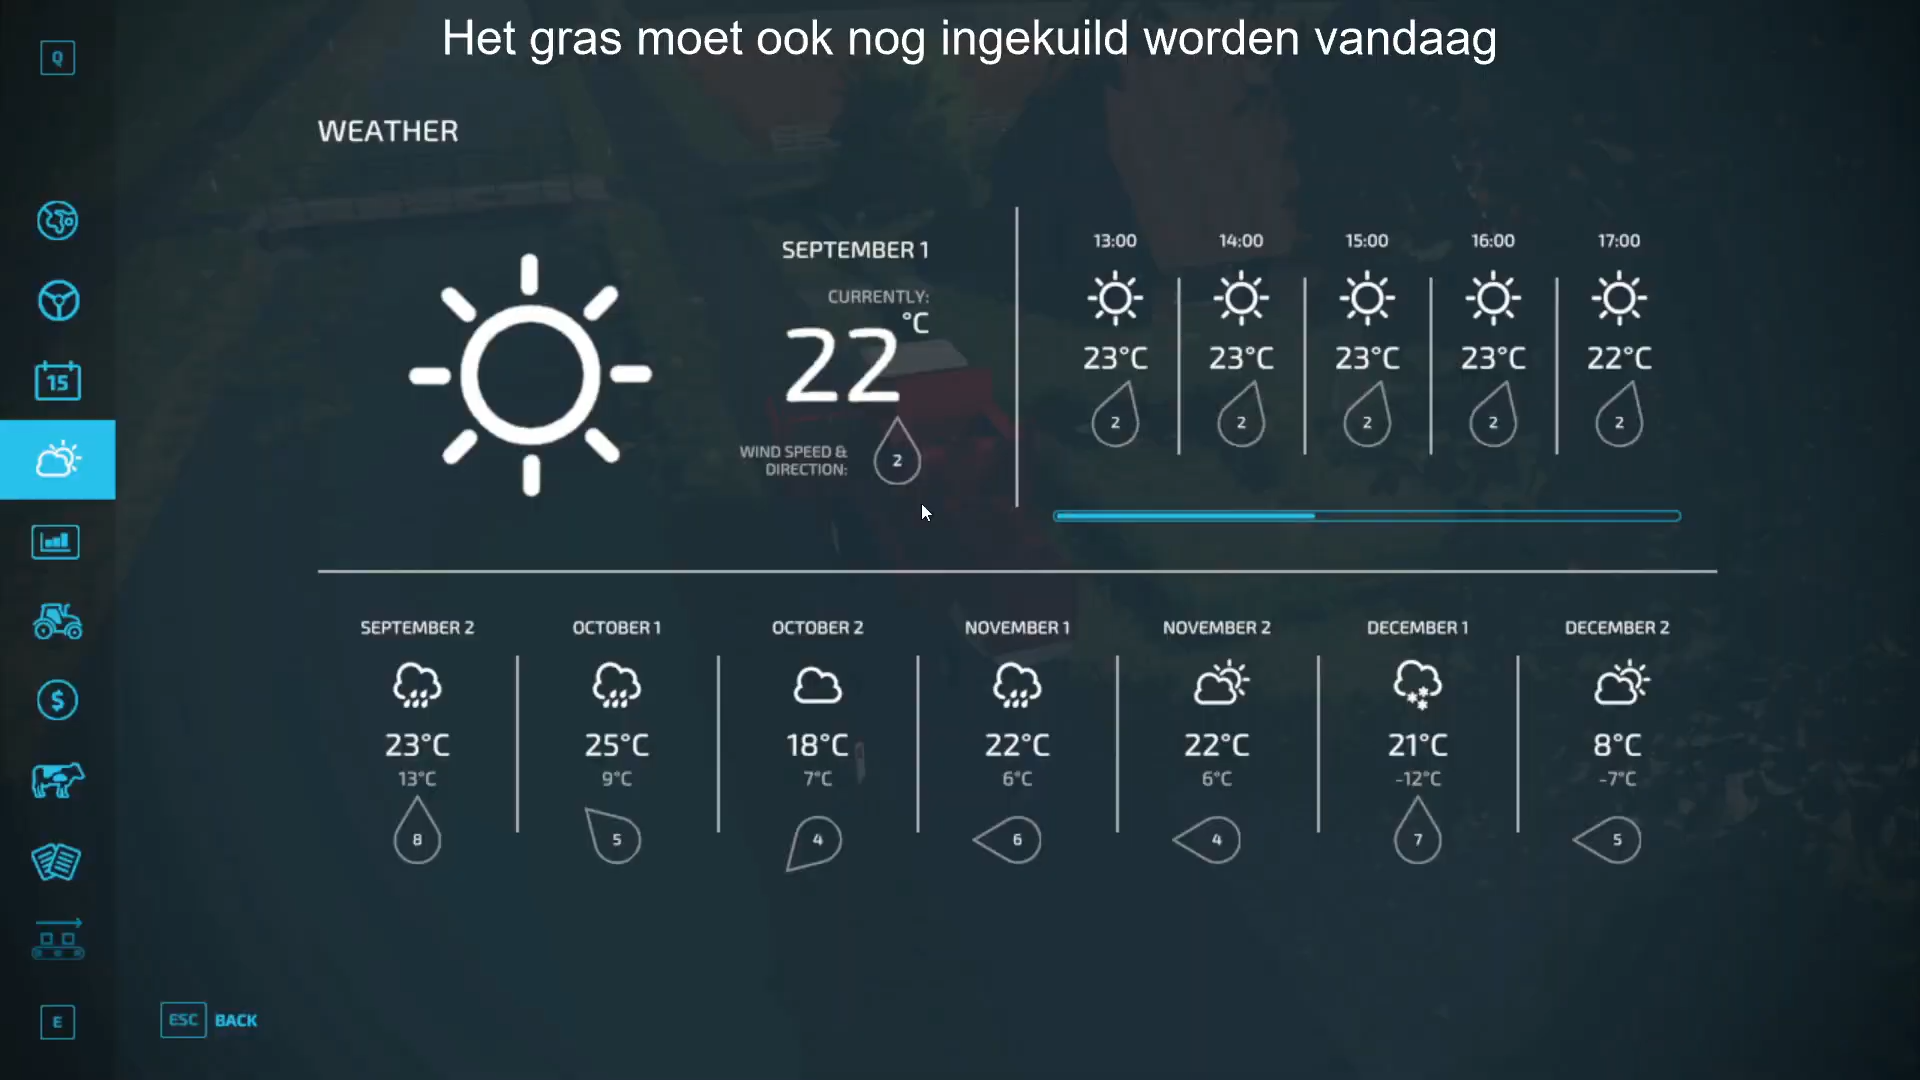 Het gras moet ook nog ingekuild worden vandaag
Q
WEATHER
SEPTEMBER 1
CURRENTLY:
22 °C
WIND SPEED &
DIRECTION:
2
13:00 14:00 15:00 16:00 17:00
23°C 23°C 23°C 23°C 22°C
2 2 2 2 2
15
SEPTEMBER 2 OCTOBER 1 OCTOBER 2 NOVEMBER 1 NOVEMBER 2 DECEMBER 1 DECEMBER 2
23°C 25°C 18°C 22°C 22°C 21°C 8°C
13°C 9°C 7°C 6°C 6°C -12°C -7°C
8 5 4 6 4 7 5
$
E
ESC BACK